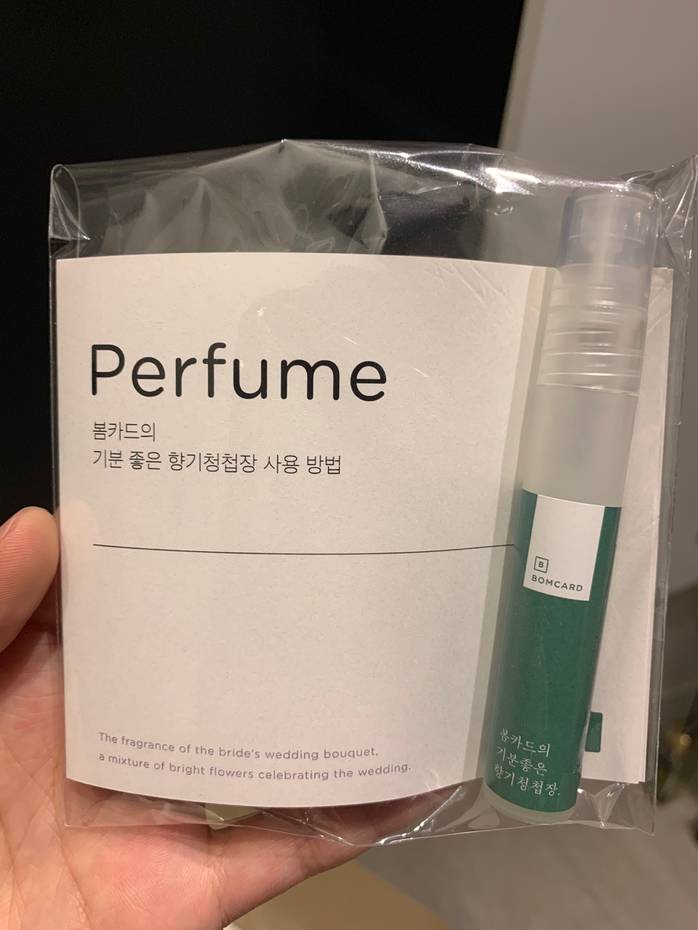 Perfume
봄카드의
기분 좋은 향기청첩장 사용 방법
The fragrance of the bride's wedding bouquet,
a mixture of bright flowers celebrating the wedding.
B
BOMCARD
봄카드의
기분좋은
향기청첩장.